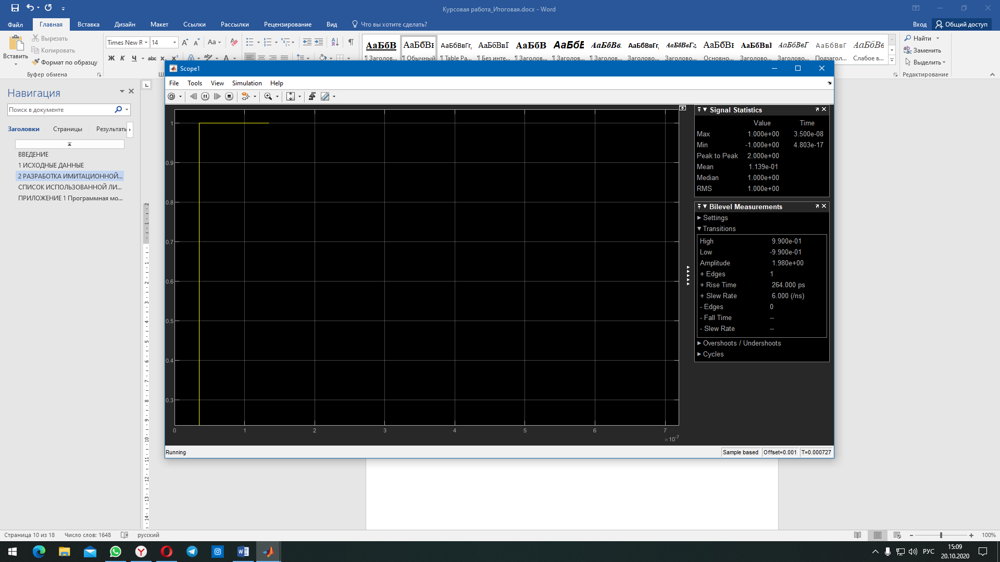 Курсовая работа_Итоговая.docx - Word
Файл Главная Вставка Дизайн Макет Ссылки Рассылки Рецензирование Вид Что вы хотите сделать? Вход Общий доступ
Вставить
Вырезать
Копировать
Формат по образцу
Буфер обмена
Times New R 14
Ж К Ч abc x₂ x²
АаБбВ АаБбВв АаБбВвГг, АаБбВвГ АаБбВ АаБбВ АаБбВв. АаБбВвГг, АаБбВвГг, АаБбВв АаБбВвГ АаБбВвГ АаБбВвГ АаБбВв
¶ Заголов... ¶ Обычный ¶ Table Pa... ¶ Без инте... ¶ Заголов... ¶ Заголов... ¶ Заголов... Заголово... Заголово... Основно... Заголово... Заголово... Подзагол... Слабое в...
Найти
Заменить
Выделить
Редактирование
Навигация
Поиск в документе
Заголовки Страницы Результать
ВВЕДЕНИЕ
1 ИСХОДНЫЕ ДАННЫЕ
2 РАЗРАБОТКА ИМИТАЦИОННОЙ...
СПИСОК ИСПОЛЬЗОВАННОЙ ЛИ...
ПРИЛОЖЕНИЕ 1 Программная мо...
Scope1
File Tools View Simulation Help
1
0.9
0.8
0.7
0.6
0.5
0.4
0.3
0 1 2 3 4 5 6 7
×10⁻⁷
Signal Statistics
Value Time
Max 1.000e+00 3.500e-08
Min -1.000e+00 4.803e-17
Peak to Peak 2.000e+00
Mean 1.139e-01
Median 1.000e+00
RMS 1.000e+00
Bilevel Measurements
Settings
Transitions
High 9.900e-01
Low -9.900e-01
Amplitude 1.980e+00
+ Edges 1
+ Rise Time 264.000 ps
+ Slew Rate 6.000 (/ns)
- Edges 0
- Fall Time --
- Slew Rate --
Overshoots / Undershoots
Cycles
Running Sample based Offset=0.001 T=0.000727
Страница 10 из 18 Число слов: 1648 русский 100%
РУС 15:09
20.10.2020